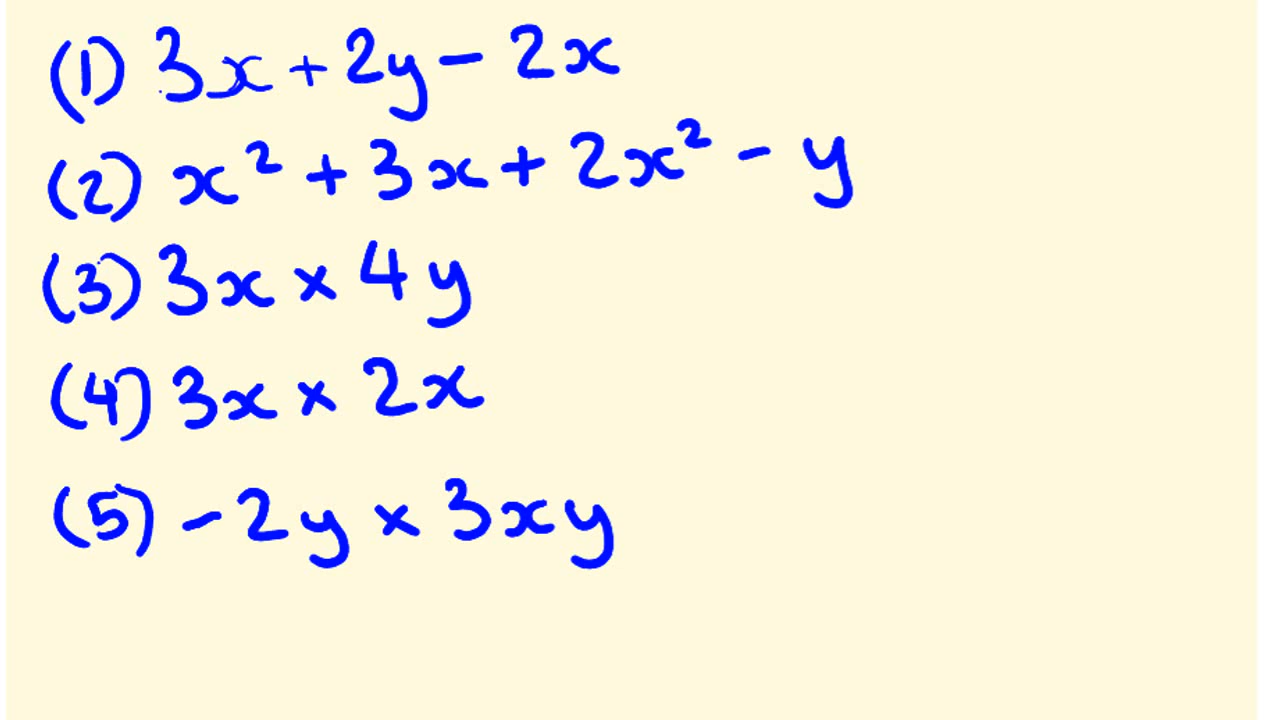 (1) 3x + 2y - 2x
(2) x² + 3x + 2x² - y
(3) 3x × 4y
(4) 3x × 2x
(5) -2y × 3xy